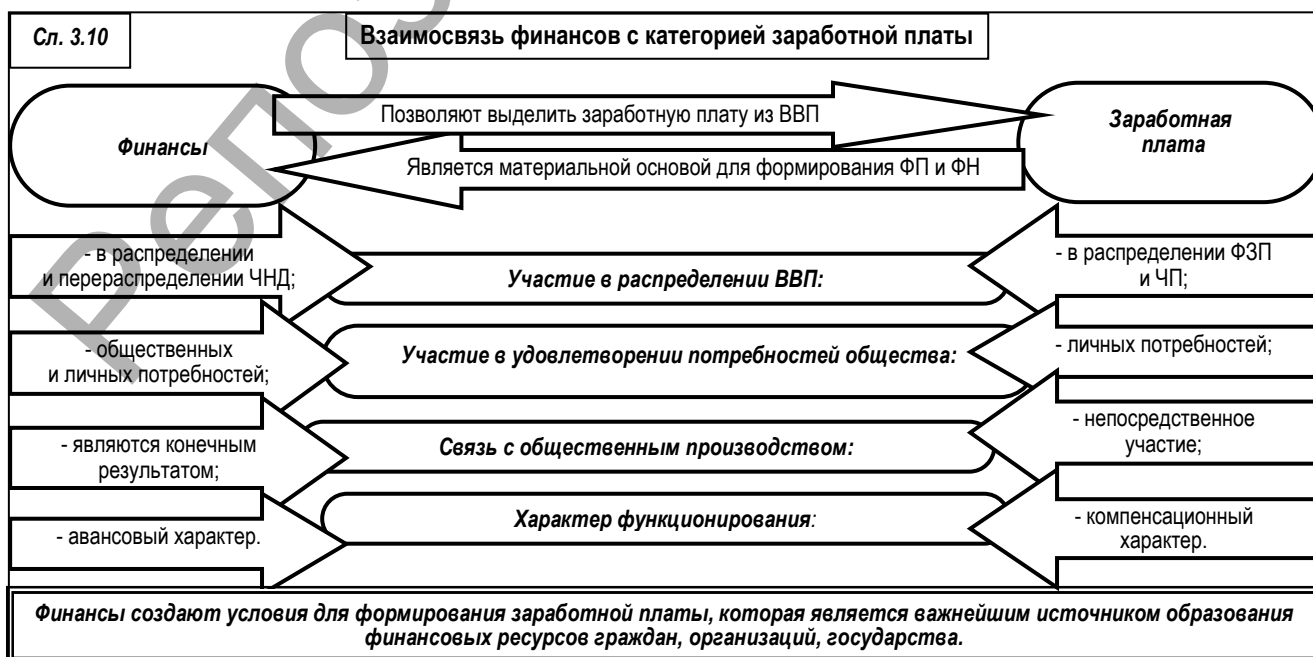 Сл. 3.10
Взаимосвязь финансов с категорией заработной платы
Финансы
Позволяют выделить заработную плату из ВВП
Является материальной основой для формирования ФП и ФН
Заработная
плата
- в распределении
и перераспределении ЧНД;
Участие в распределении ВВП:
- в распределении ФЗП
и ЧП;
- общественных
и личных потребностей;
Участие в удовлетворении потребностей общества:
- личных потребностей;
- являются конечным
результатом;
Связь с общественным производством:
- непосредственное
участие;
- авансовый характер.
Характер функционирования:
- компенсационный
характер.
Финансы создают условия для формирования заработной платы, которая является важнейшим источником образования
финансовых ресурсов граждан, организаций, государства.